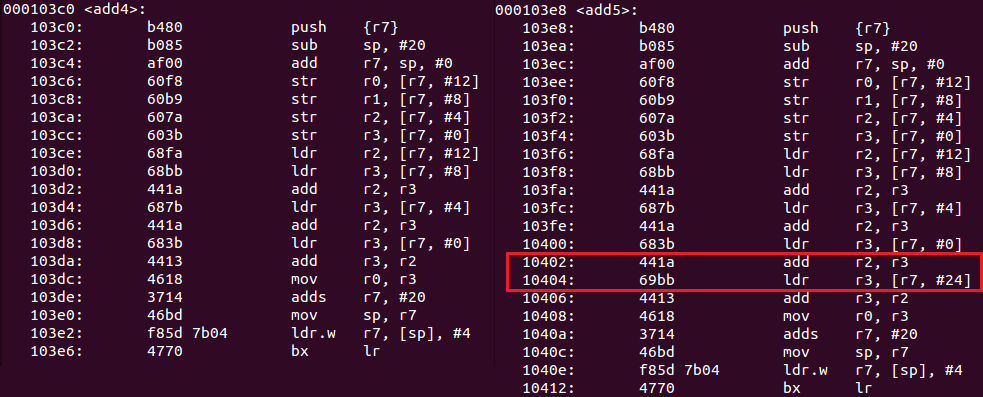 000103c0 <add4>:
103c0: b480 push {r7}
103c2: b085 sub sp, #20
103c4: af00 add r7, sp, #0
103c6: 60f8 str r0, [r7, #12]
103c8: 60b9 str r1, [r7, #8]
103ca: 607a str r2, [r7, #4]
103cc: 603b str r3, [r7, #0]
103ce: 68fa ldr r2, [r7, #12]
103d0: 68bb ldr r3, [r7, #8]
103d2: 441a add r2, r3
103d4: 687b ldr r3, [r7, #4]
103d6: 441a add r2, r3
103d8: 683b ldr r3, [r7, #0]
103da: 4413 add r3, r2
103dc: 4618 mov r0, r3
103de: 3714 adds r7, #20
103e0: 46bd mov sp, r7
103e2: f85d 7b04 ldr.w r7, [sp], #4
103e6: 4770 bx lr
000103e8 <add5>:
103e8: b480 push {r7}
103ea: b085 sub sp, #20
103ec: af00 add r7, sp, #0
103ee: 60f8 str r0, [r7, #12]
103f0: 60b9 str r1, [r7, #8]
103f2: 607a str r2, [r7, #4]
103f4: 603b str r3, [r7, #0]
103f6: 68fa ldr r2, [r7, #12]
103f8: 68bb ldr r3, [r7, #8]
103fa: 441a add r2, r3
103fc: 687b ldr r3, [r7, #4]
103fe: 441a add r2, r3
10400: 683b ldr r3, [r7, #0]
10402: 441a add r2, r3
10404: 69bb ldr r3, [r7, #24]
10406: 4413 add r3, r2
10408: 4618 mov r0, r3
1040a: 3714 adds r7, #20
1040c: 46bd mov sp, r7
1040e: f85d 7b04 ldr.w r7, [sp], #4
10412: 4770 bx lr